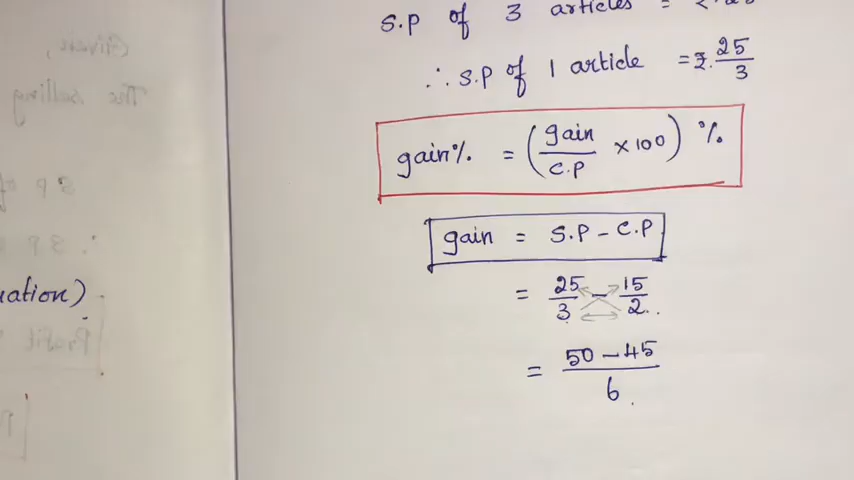 S.P of 3 articles =
∴ S.P of 1 article = ₹. 25/3
gain% = (gain/C.P × 100) %
gain = S.P - C.P
= 25/3 - 15/2
= 50 - 45/6
uation)